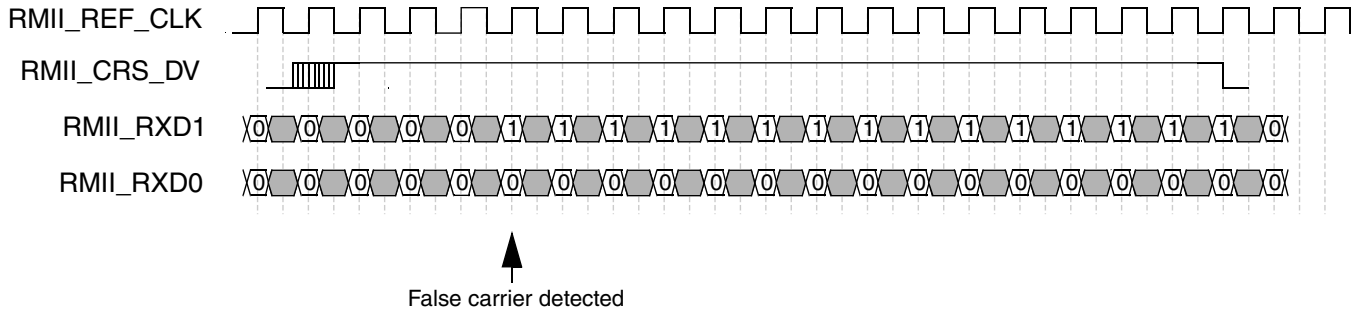 RMII_REF_CLK
RMII_CRS_DV
RMII_RXD1 0 0 0 0 0 1 1 1 1 1 1 1 1 1 1 1 1 1 1 1 0
RMII_RXD0 0 0 0 0 0 0 0 0 0 0 0 0 0 0 0 0 0 0 0 0 0
False carrier detected